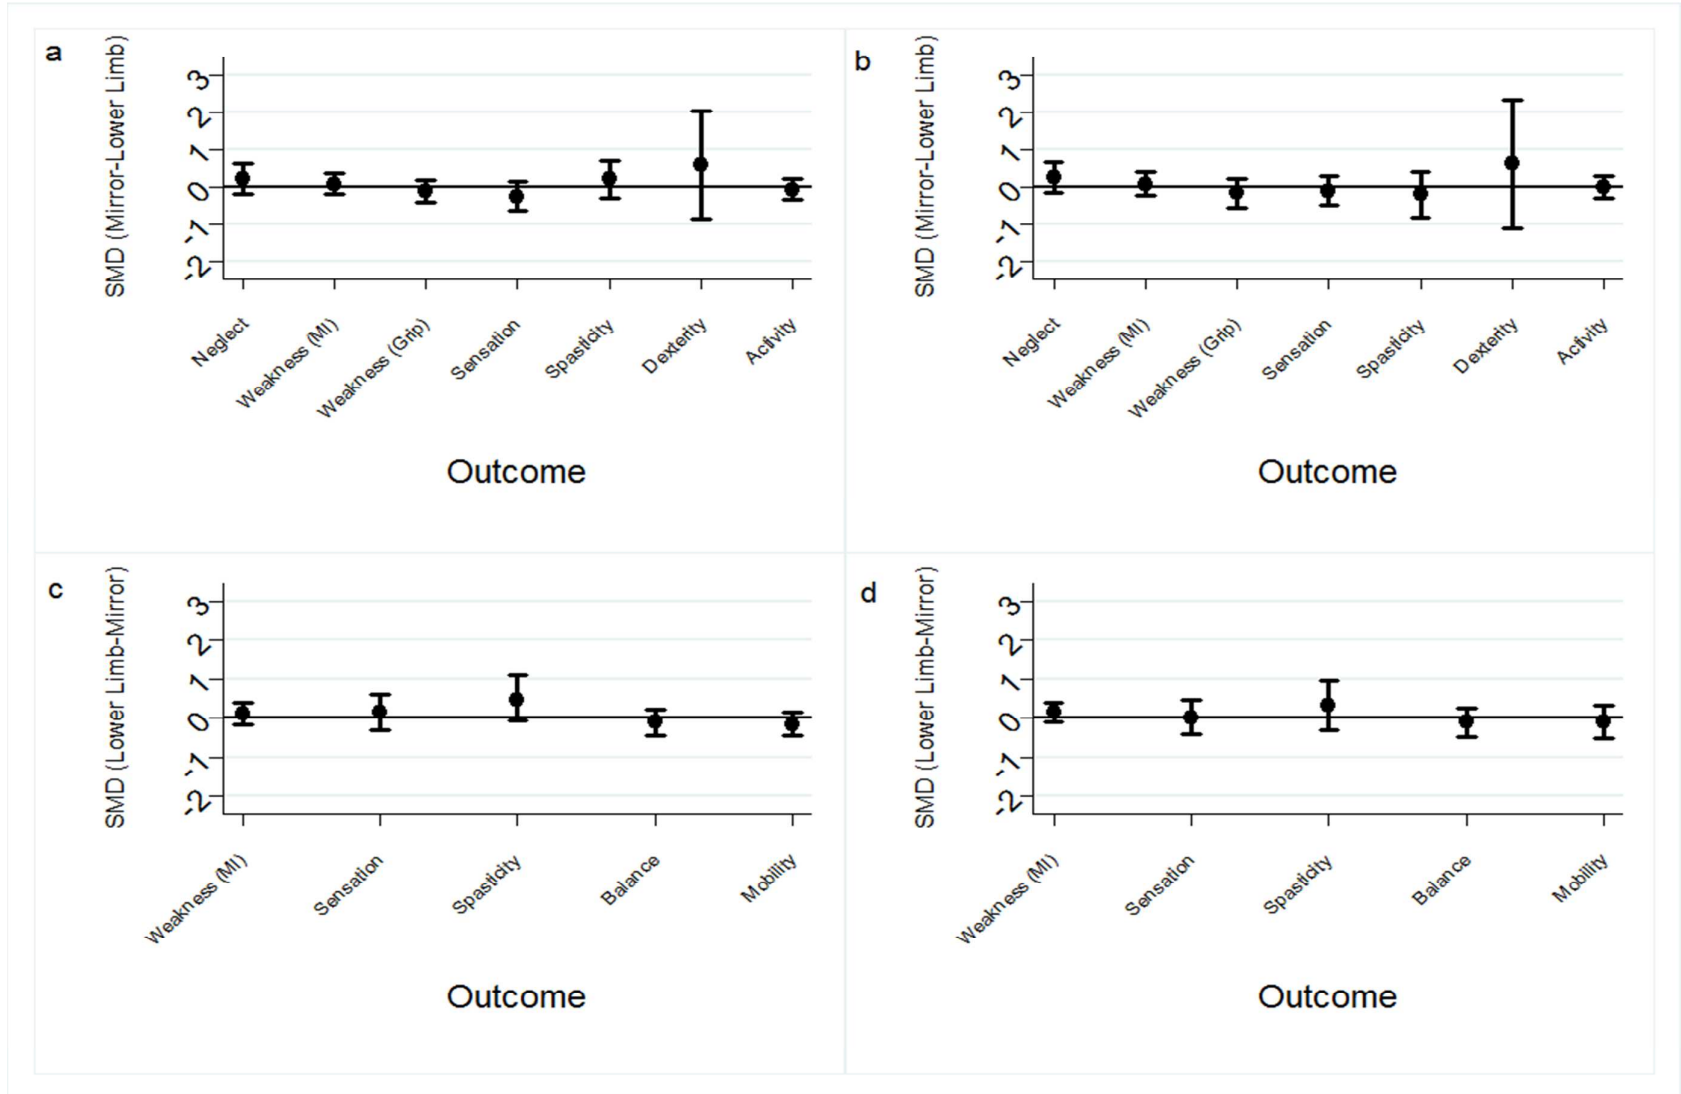 a
SMD (Mirror-Lower Limb)
3
2
1
0
-1
-2
Neglect
Weakness (MI)
Weakness (Grip)
Sensation
Spasticity
Dexterity
Activity
Outcome
b
SMD (Mirror-Lower Limb)
3
2
1
0
-1
-2
Neglect
Weakness (MI)
Weakness (Grip)
Sensation
Spasticity
Dexterity
Activity
Outcome
c
SMD (Lower Limb-Mirror)
3
2
1
0
-1
-2
Weakness (MI)
Sensation
Spasticity
Balance
Mobility
Outcome
d
SMD (Lower Limb-Mirror)
3
2
1
0
-1
-2
Weakness (MI)
Sensation
Spasticity
Balance
Mobility
Outcome